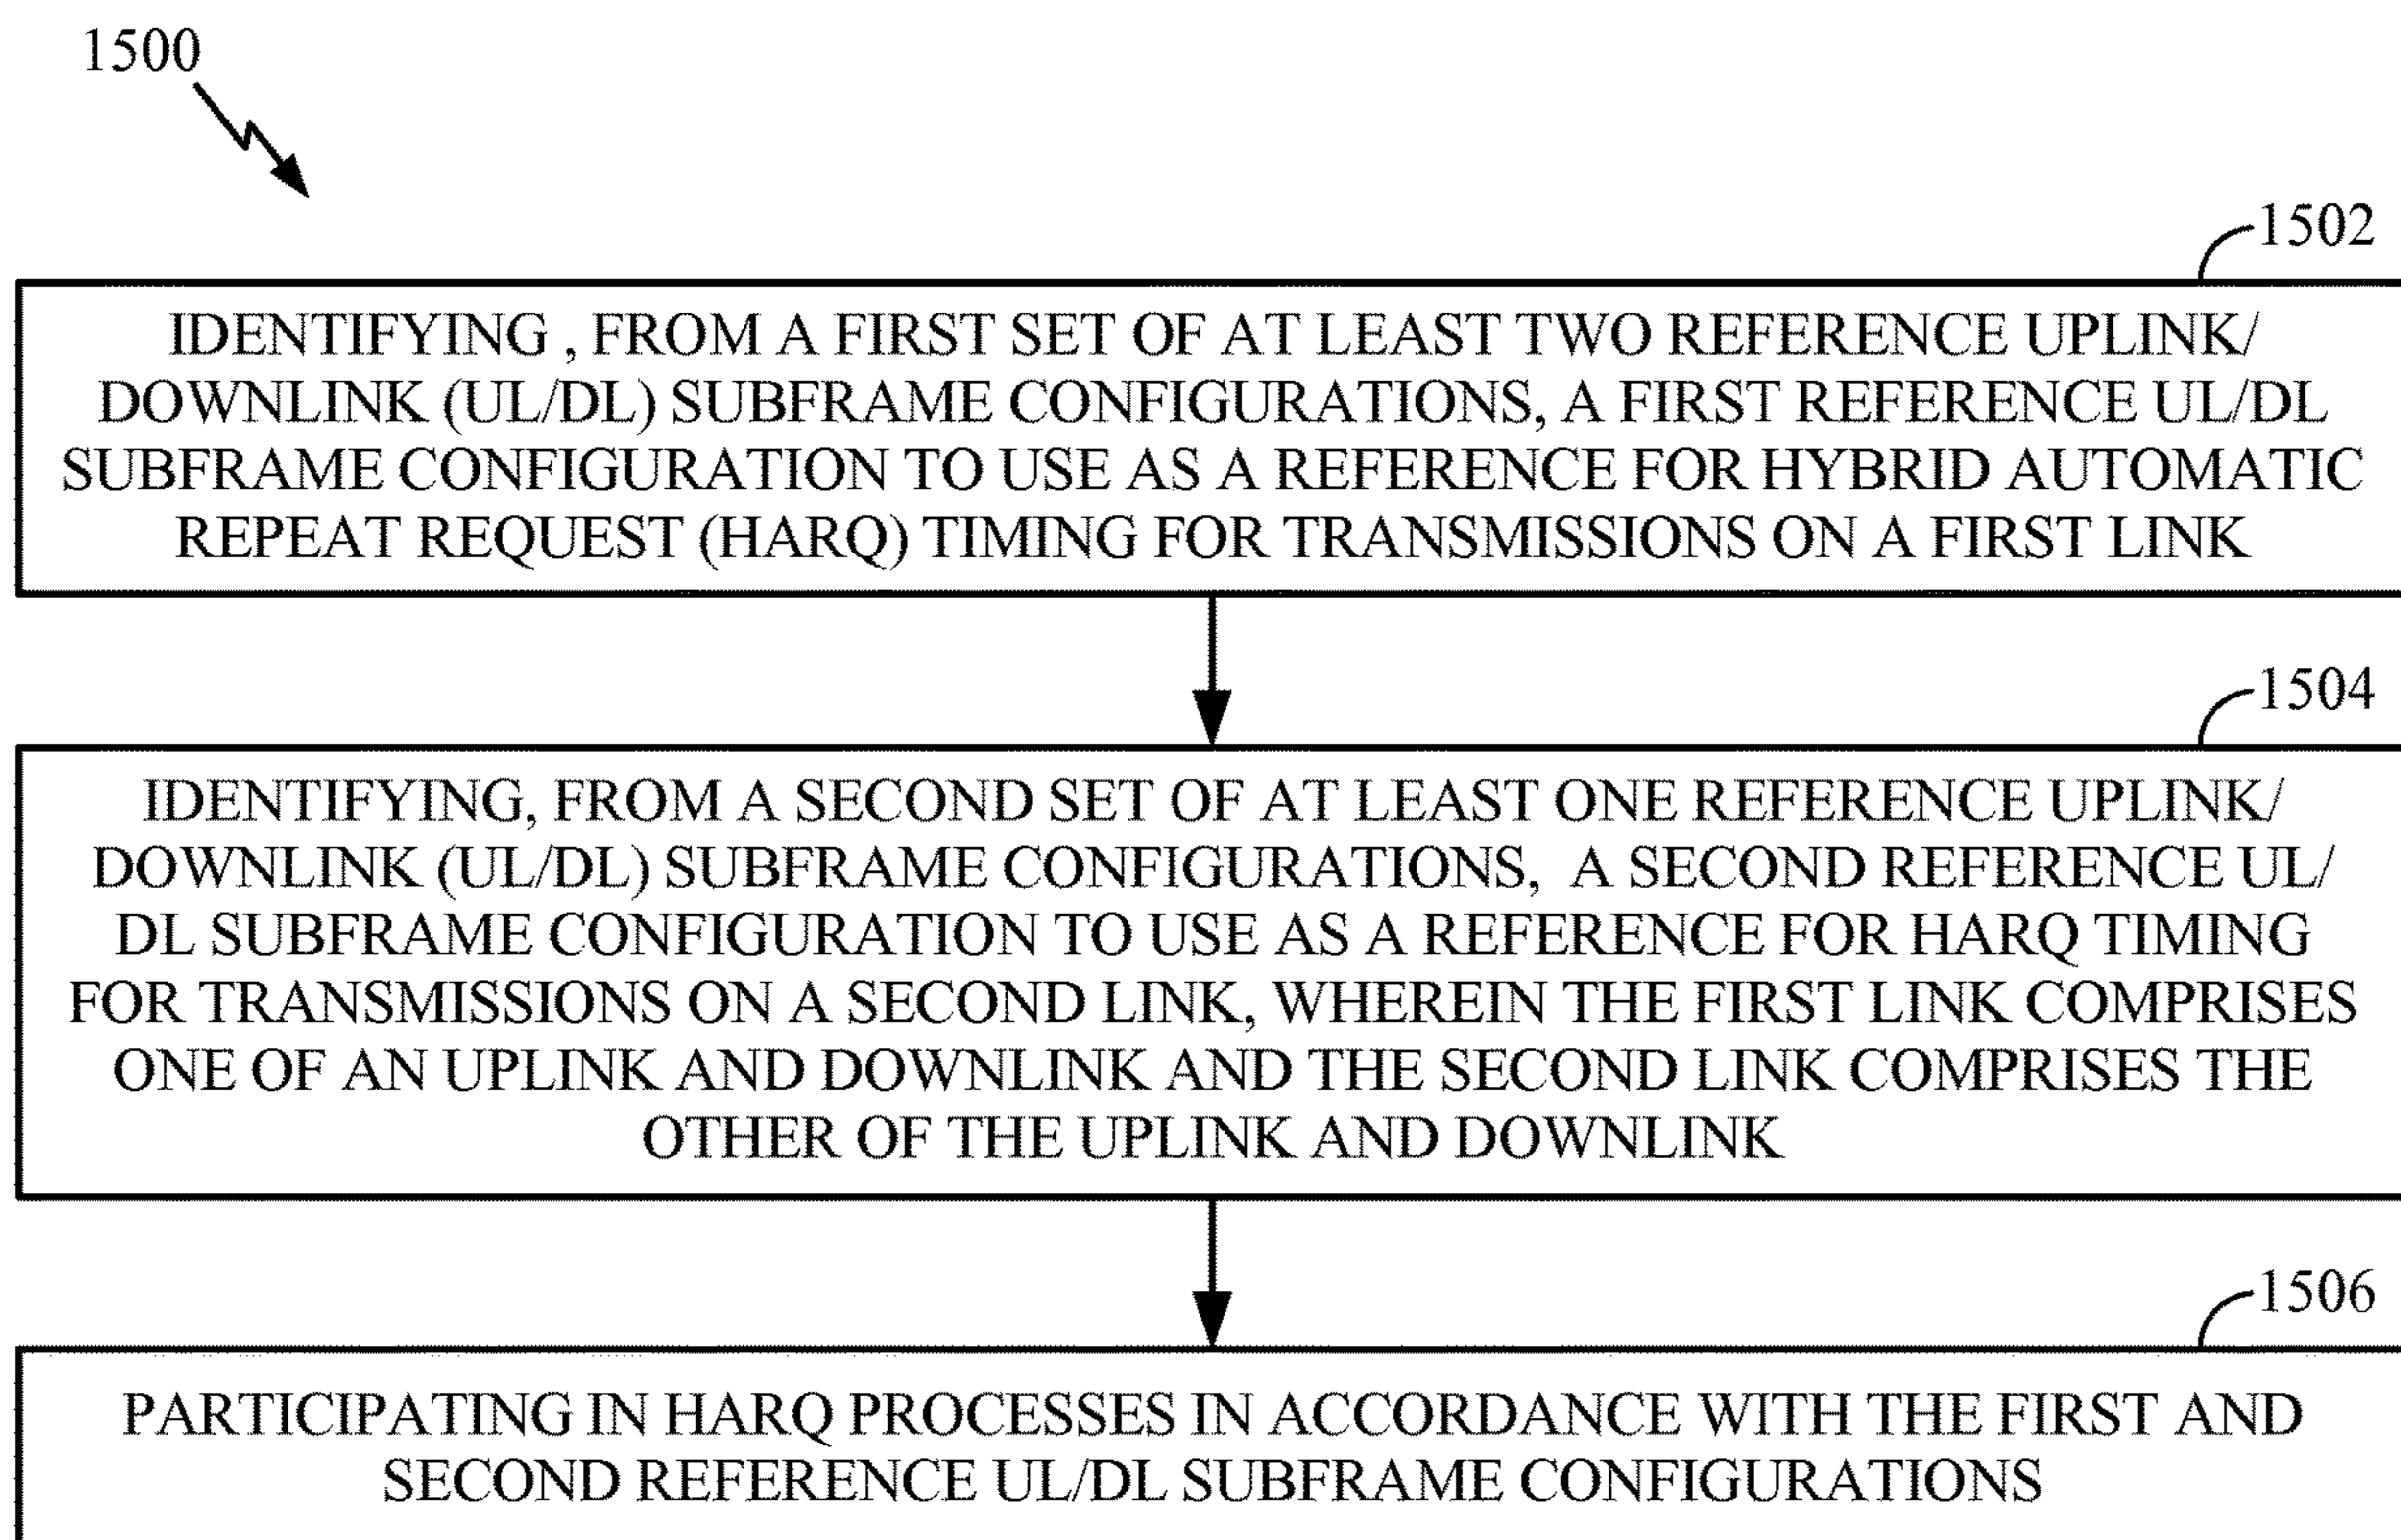 1500
1502
IDENTIFYING , FROM A FIRST SET OF AT LEAST TWO REFERENCE UPLINK/
DOWNLINK (UL/DL) SUBFRAME CONFIGURATIONS, A FIRST REFERENCE UL/DL
SUBFRAME CONFIGURATION TO USE AS A REFERENCE FOR HYBRID AUTOMATIC
REPEAT REQUEST (HARQ) TIMING FOR TRANSMISSIONS ON A FIRST LINK
1504
IDENTIFYING, FROM A SECOND SET OF AT LEAST ONE REFERENCE UPLINK/
DOWNLINK (UL/DL) SUBFRAME CONFIGURATIONS, A SECOND REFERENCE UL/
DL SUBFRAME CONFIGURATION TO USE AS A REFERENCE FOR HARQ TIMING
FOR TRANSMISSIONS ON A SECOND LINK, WHEREIN THE FIRST LINK COMPRISES
ONE OF AN UPLINK AND DOWNLINK AND THE SECOND LINK COMPRISES THE
OTHER OF THE UPLINK AND DOWNLINK
1506
PARTICIPATING IN HARQ PROCESSES IN ACCORDANCE WITH THE FIRST AND
SECOND REFERENCE UL/DL SUBFRAME CONFIGURATIONS